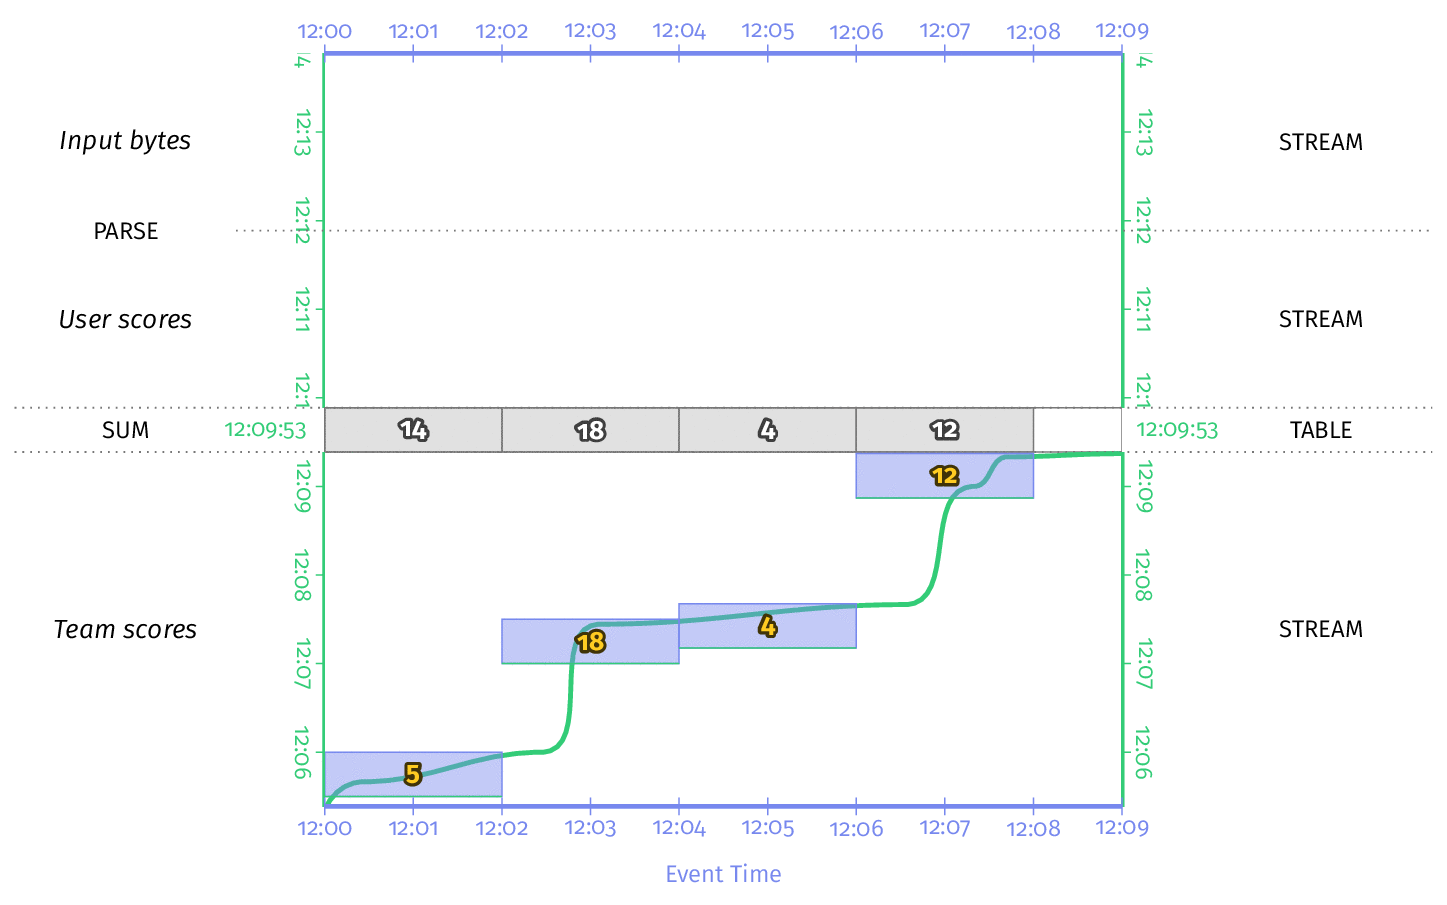 12:00 12:01 12:02 12:03 12:04 12:05 12:06 12:07 12:08 12:09
Input bytes 12:13 12:13 STREAM
PARSE 12:12 12:12
User scores 12:11 12:11 STREAM
12:1 12:1
SUM 12:09:53 14 18 4 12 12:09:53 TABLE
12:09 12 12:09
12:08 12:08
Team scores 18 4 STREAM
12:07 12:07
12:06 5 12:06
12:00 12:01 12:02 12:03 12:04 12:05 12:06 12:07 12:08 12:09
Event Time